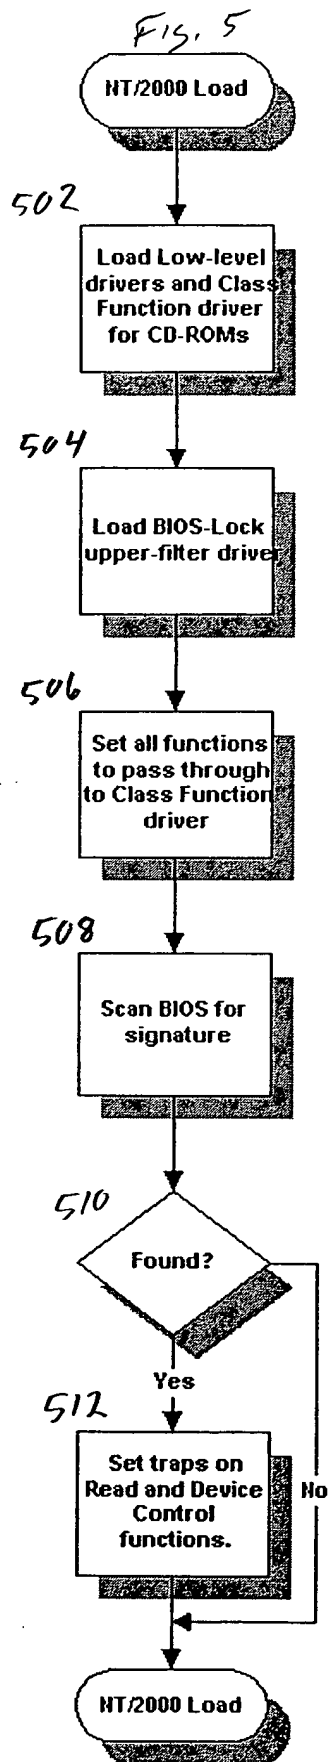 Fig. 5
NT/2000 Load
502
Load Low-level
drivers and Class
Function driver
for CD-ROMs
504
Load BIOS-Lock
upper-filter driver
506
Set all functions
to pass through
to Class Function
driver
508
Scan BIOS for
signature
510
Found?
Yes
512
Set traps on
Read and Device
Control
functions.
No
NT/2000 Load